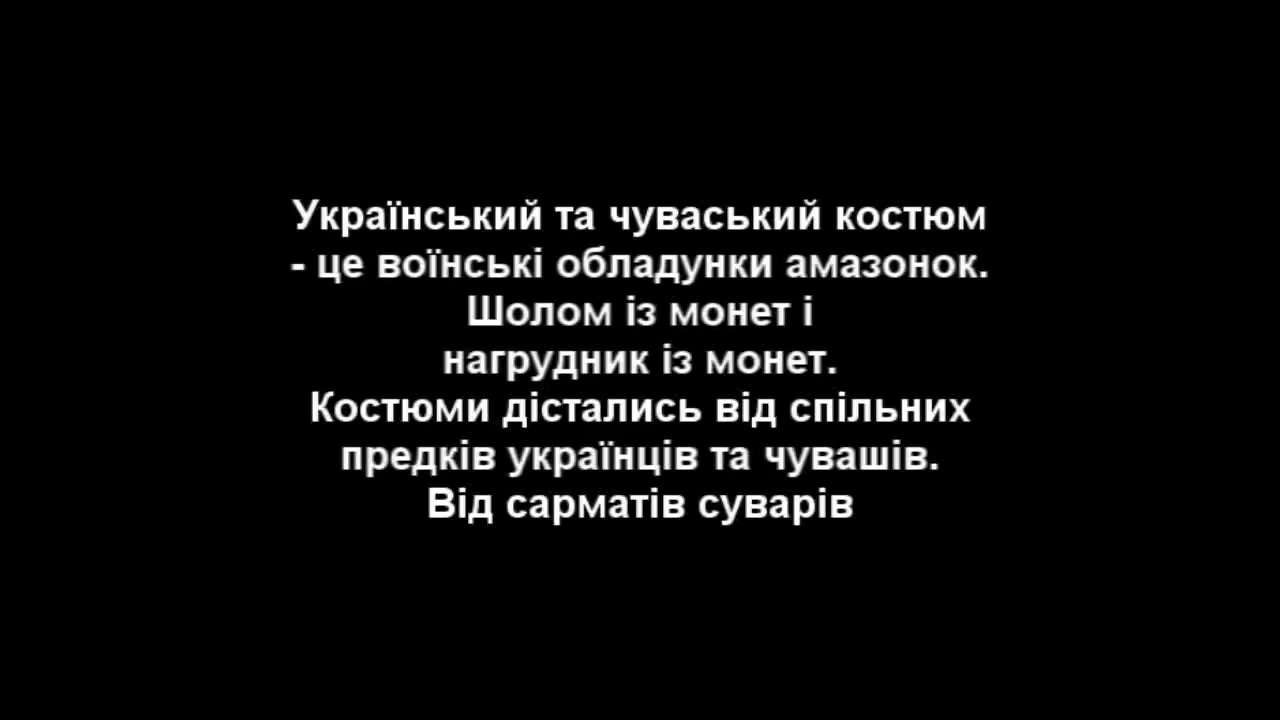 Український та чуваський костюм
- це воїнські обладунки амазонок.
Шолом із монет і
нагрудник із монет.
Костюми дістались від спільних
предків українців та чувашів.
Від сарматів суварів